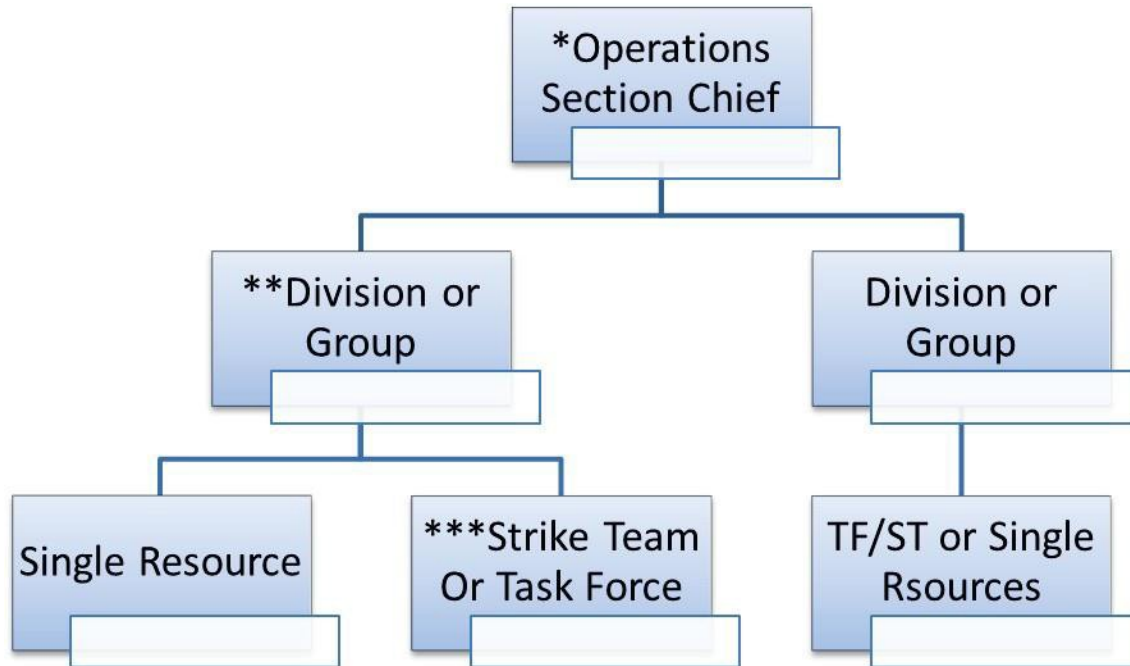 *Operations
Section Chief
**Division or
Group
Division or
Group
Single Resource
***Strike Team
Or Task Force
TF/ST or Single
Rsources